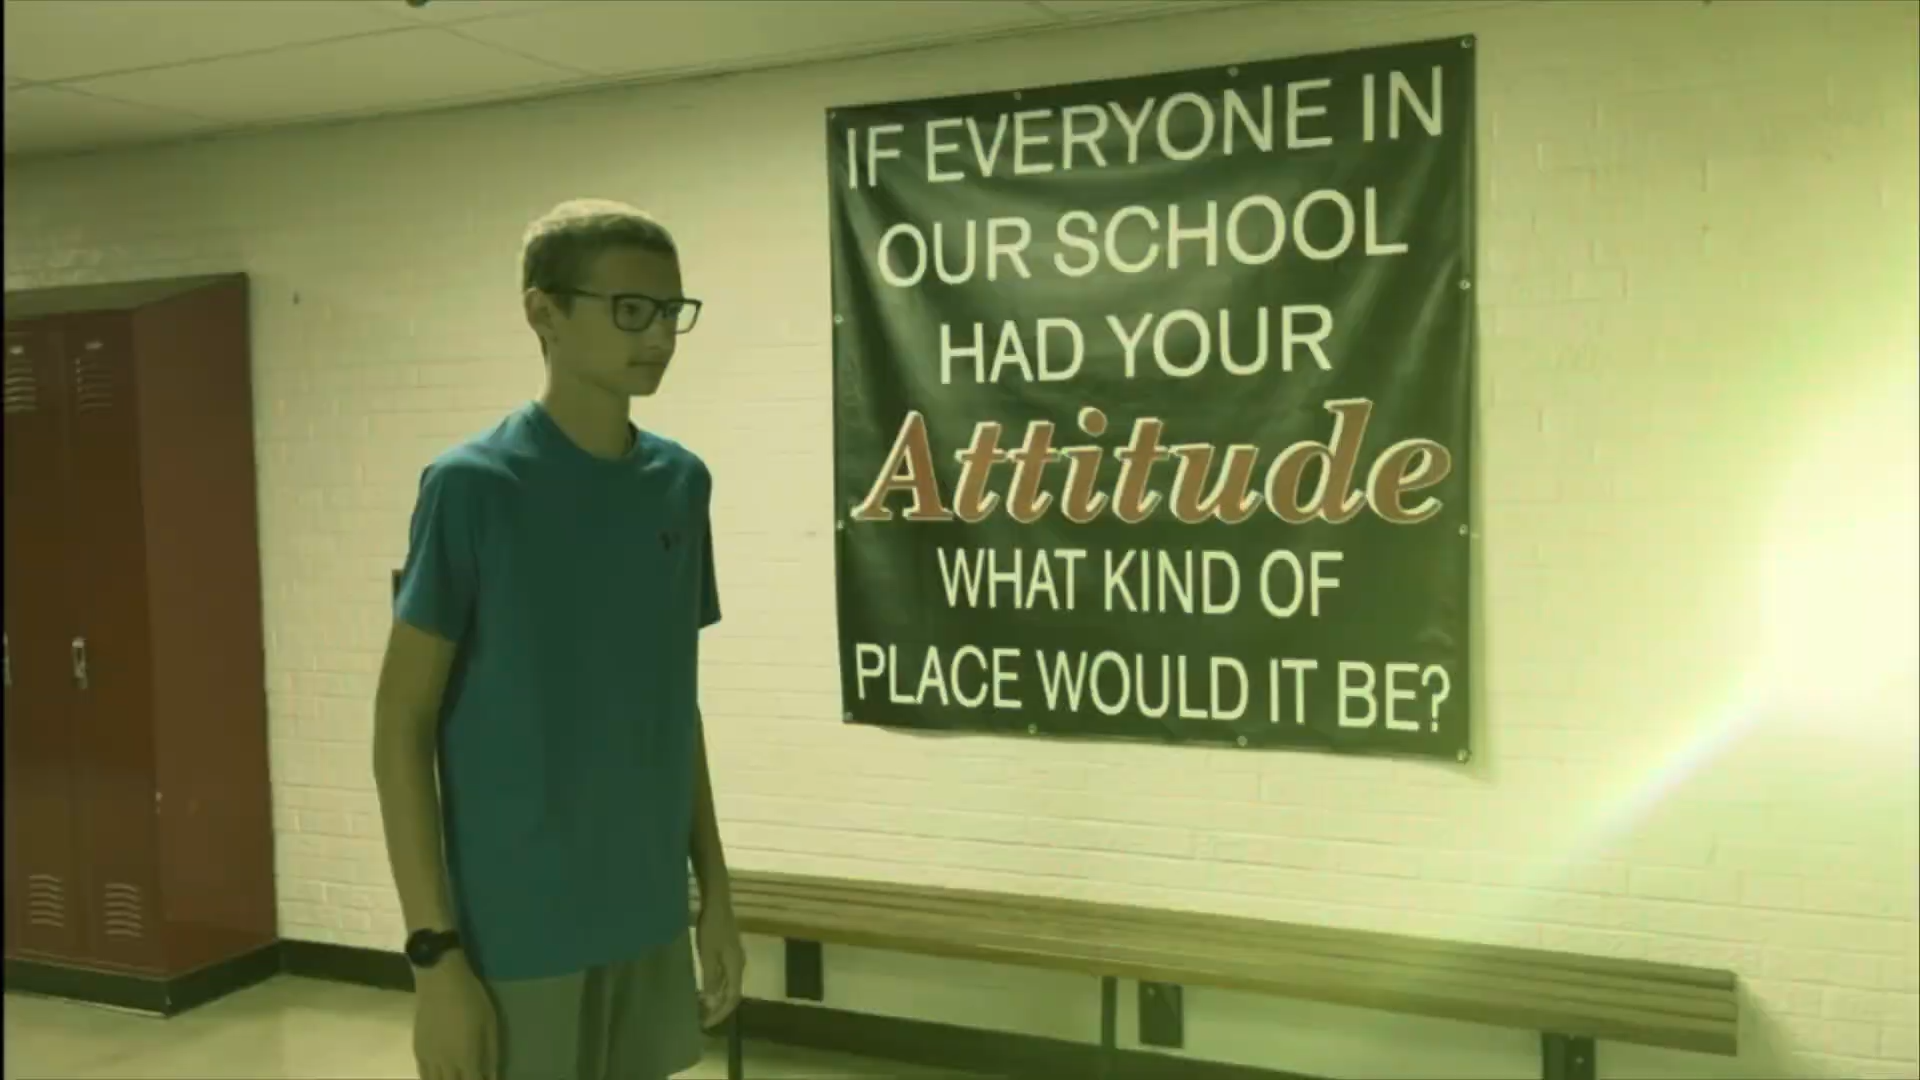 IF EVERYONE IN
OUR SCHOOL
HAD YOUR
Attitude
WHAT KIND OF
PLACE WOULD IT BE?